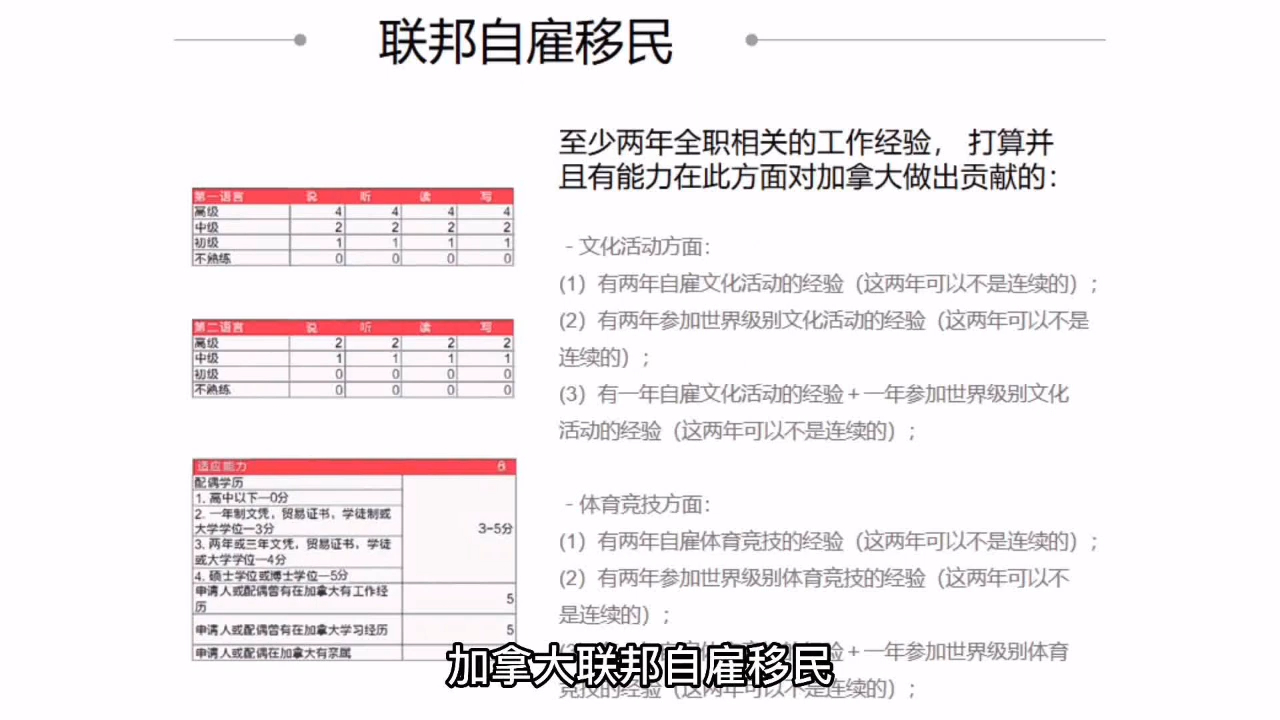 联邦自雇移民
第一语言 说 听 读 写
高级 4 4 4 4
中级 2 2 2 2
初级 1 1 1 1
不熟练 0 0 0 0
第二语言 说 听 读 写
高级 2 2 2 2
中级 1 1 1 1
初级 0 0 0 0
不熟练 0 0 0 0
适应能力 6
配偶学历
1. 高中以下—0分
2. 一年制文凭，贸易证书，学徒制或
大学学位—3分
3. 两年或三年文凭，贸易证书，学徒
或大学学位—4分
4. 硕士学位或博士学位—5分
3-5分
申请人或配偶曾有在加拿大有工作经
历 5
申请人或配偶曾有在加拿大学习经历 5
申请人或配偶在加拿大有亲属
至少两年全职相关的工作经验， 打算并
且有能力在此方面对加拿大做出贡献的：
- 文化活动方面：
(1）有两年自雇文化活动的经验（这两年可以不是连续的）；
(2）有两年参加世界级别文化活动的经验（这两年可以不是
连续的）；
(3）有一年自雇文化活动的经验＋一年参加世界级别文化
活动的经验（这两年可以不是连续的）；
- 体育竞技方面：
(1）有两年自雇体育竞技的经验（这两年可以不是连续的）；
(2）有两年参加世界级别体育竞技的经验（这两年可以不
是连续的）；
＋一年参加世界级别体育
竞技的经验（这两年可以不是连续的）；
加拿大联邦自雇移民